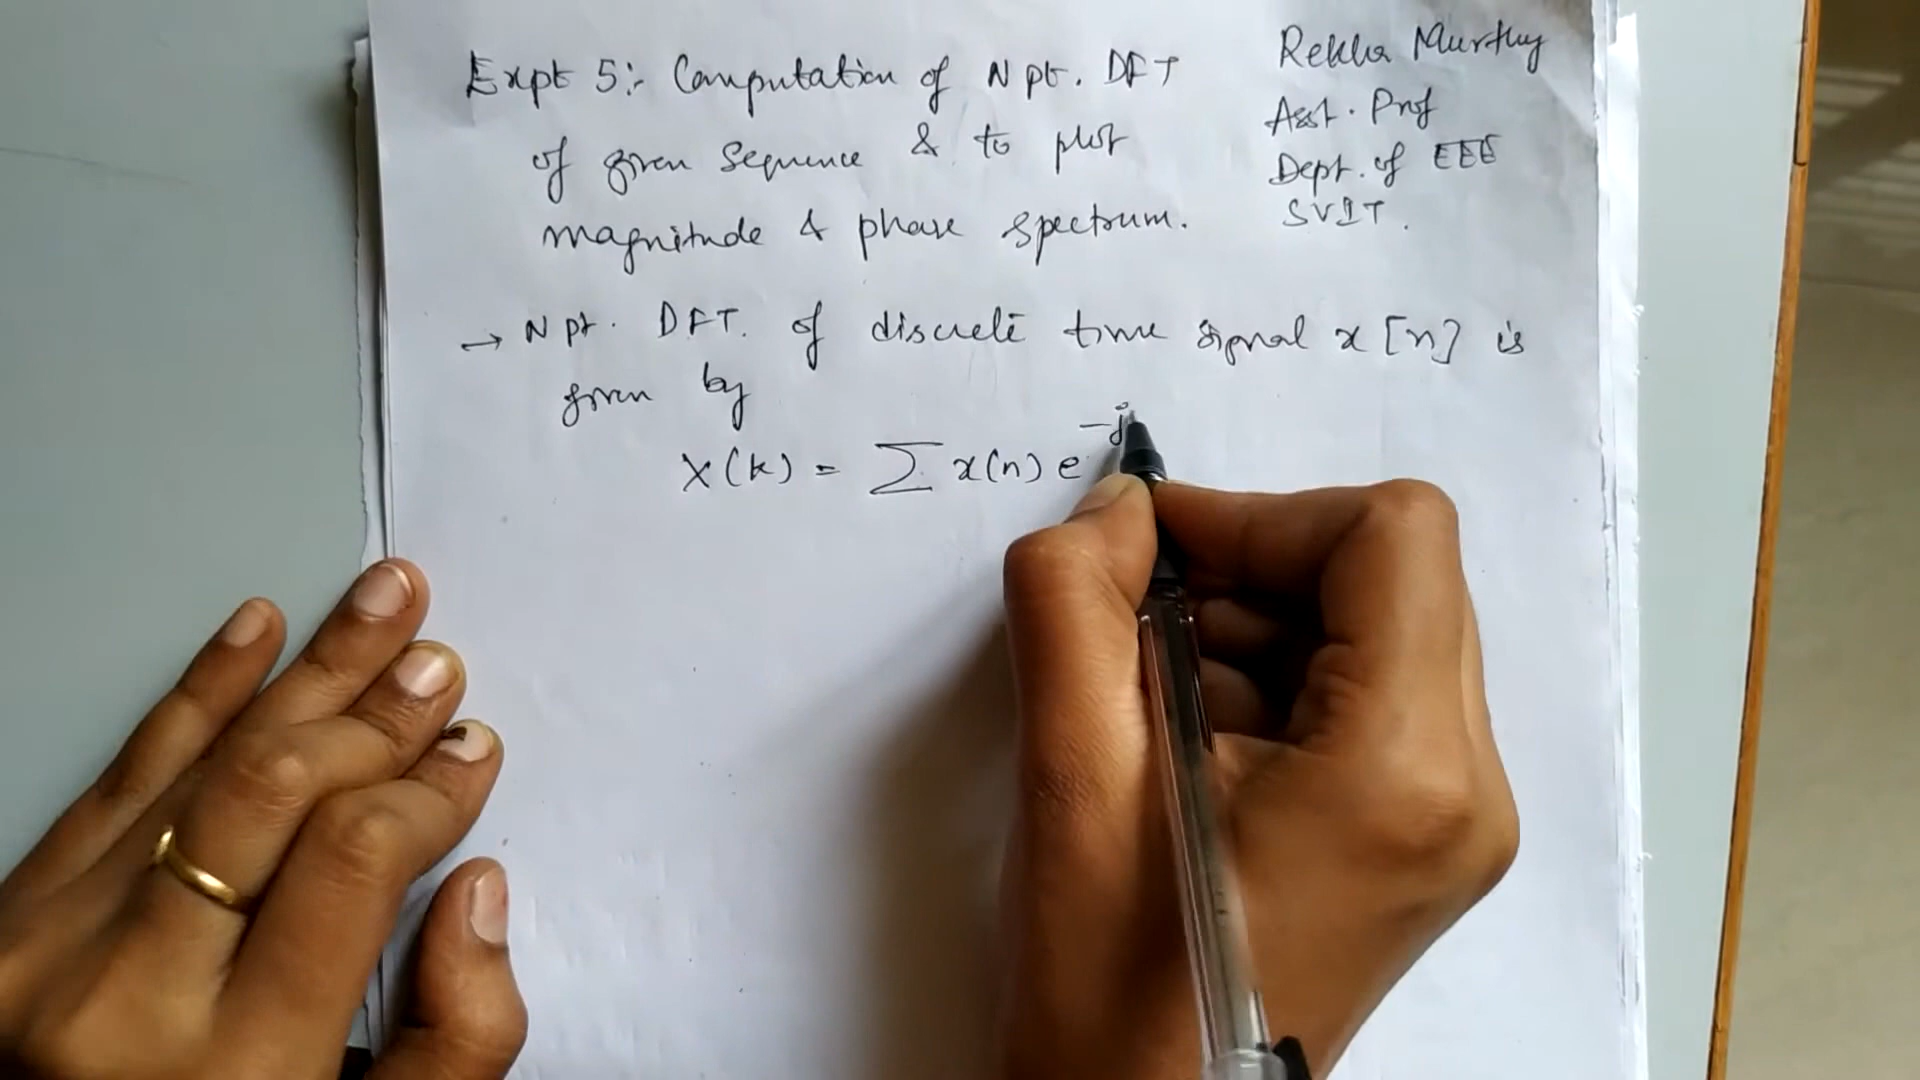 Expt 5:- Computation of N pt. DFT
of given sequence & to plot
magnitude & phase spectrum.
Rekha Murthy
Asst. Prof
Dept. of EEE
SVIT.
→ N pt. DFT. of discrete time signal x[n] is
given by
X(k) = ∑ x(n) e^-j